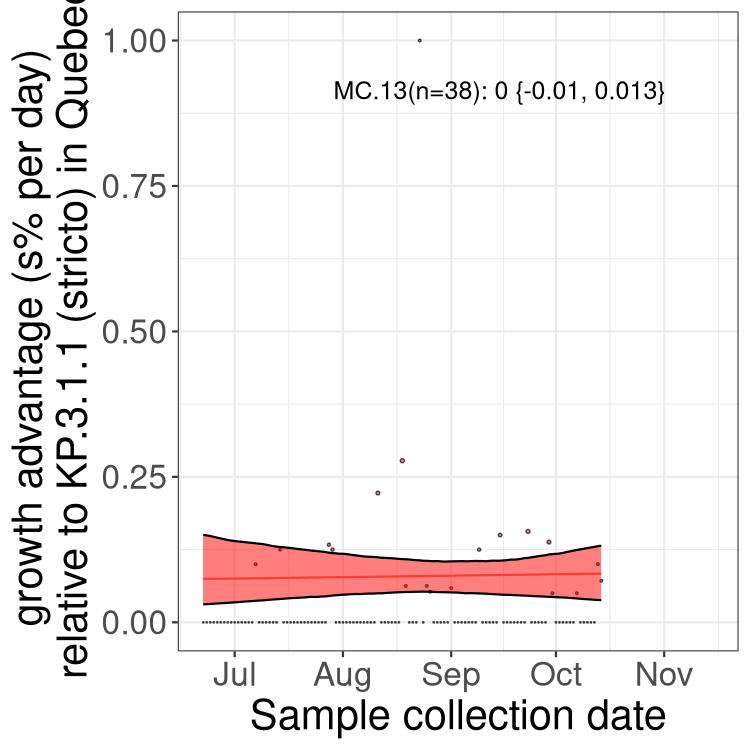 growth advantage (s% per day)
relative to KP.3.1.1 (stricto) in Quebec
1.00
0.75
0.50
0.25
0.00
MC.13(n=38): 0 {-0.01, 0.013}
Jul Aug Sep Oct Nov
Sample collection date